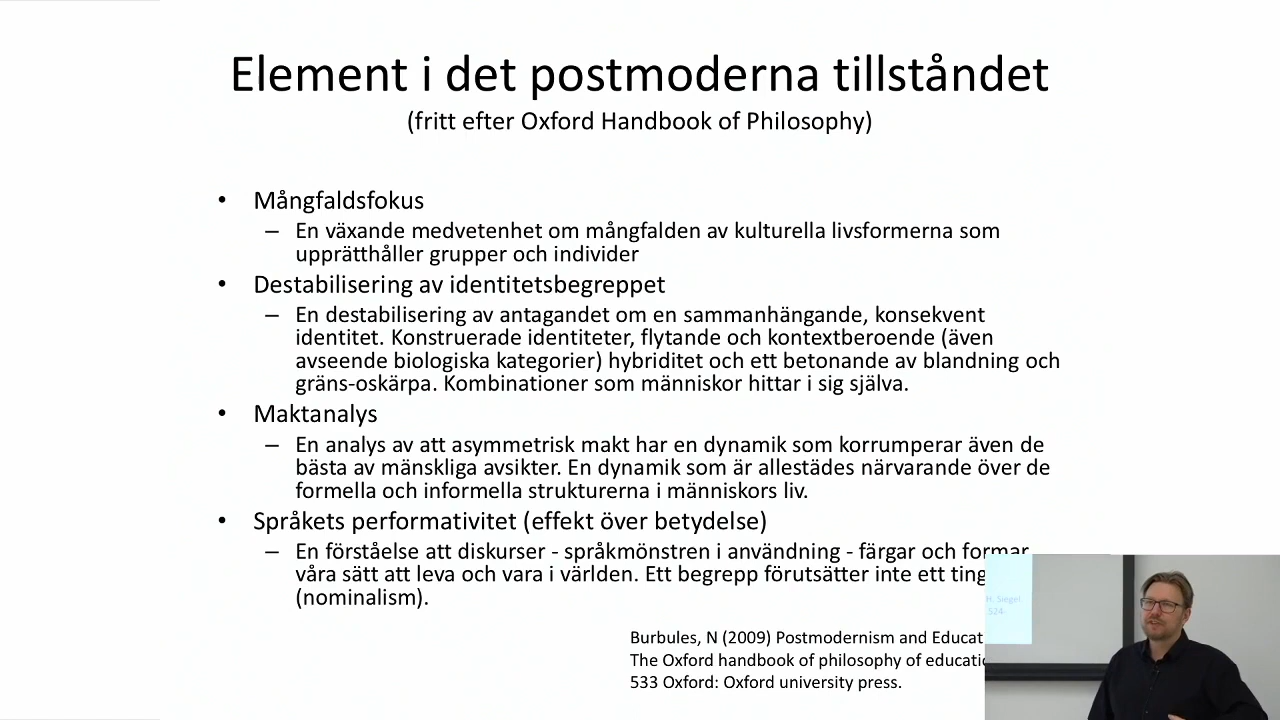 Element i det postmoderna tillståndet
(fritt efter Oxford Handbook of Philosophy)
• Mångfaldsfokus
– En växande medvetenhet om mångfalden av kulturella livsformerna som
upprätthåller grupper och individer
• Destabilisering av identitetsbegreppet
– En destabilisering av antagandet om en sammanhängande, konsekvent
identitet. Konstruerade identiteter, flytande och kontextberoende (även
avseende biologiska kategorier) hybriditet och ett betonande av blandning och
gräns-oskärpa. Kombinationer som människor hittar i sig själva.
• Maktanalys
– En analys av att asymmetrisk makt har en dynamik som korrumperar även de
bästa av mänskliga avsikter. En dynamik som är allestädes närvarande över de
formella och informella strukturerna i människors liv.
• Språkets performativitet (effekt över betydelse)
– En förståelse att diskurser - språkmönstren i användning - färgar och formar
våra sätt att leva och vara i världen. Ett begrepp förutsätter inte ett ting
(nominalism).
Burbules, N (2009) Postmodernism and Educat
The Oxford handbook of philosophy of educatio
533 Oxford: Oxford university press.
H. Siegel
524.